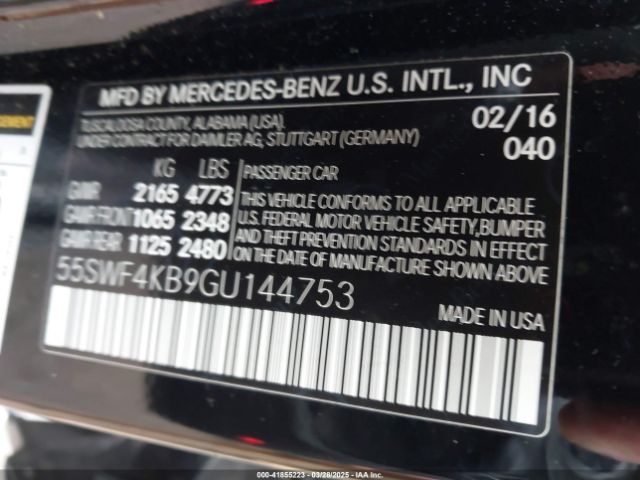 MFD BY MERCEDES-BENZ U.S. INTL., INC
TUSCALOOSA COUNTY, ALABAMA (USA).
UNDER CONTRACT FOR DAIMLER AG, STUTTGART (GERMANY)
02/16
040
KG LBS
GVWR 2165 4773
GAWR FRONT 1065 2348
GAWR REAR 1125 2480
PASSENGER CAR
THIS VEHICLE CONFORMS TO ALL APPLICABLE
U.S. FEDERAL MOTOR VEHICLE SAFETY,BUMPER
AND THEFT PREVENTION STANDARDS IN EFFECT
ON THE DATE OF MANUFACTURE SHOWN ABOVE.
55SWF4KB9GU144753
MADE IN USA
000-41855223 - 03/28/2025 - IAA Inc.